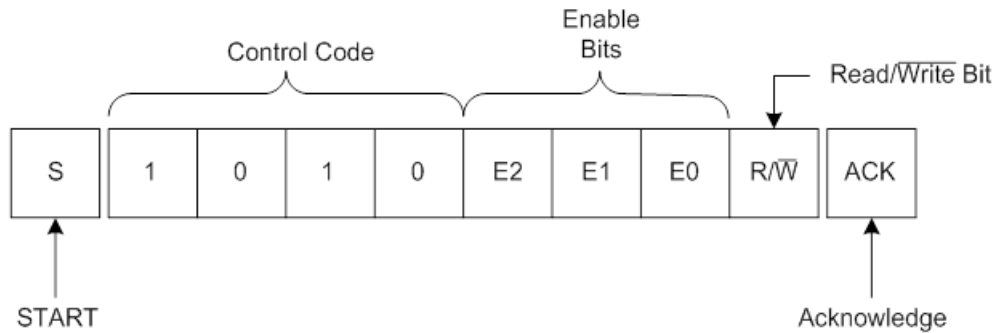 Enable
Bits
Control Code
Read/Write Bit
S 1 0 1 0 E2 E1 E0 R/W̅ ACK
START
Acknowledge